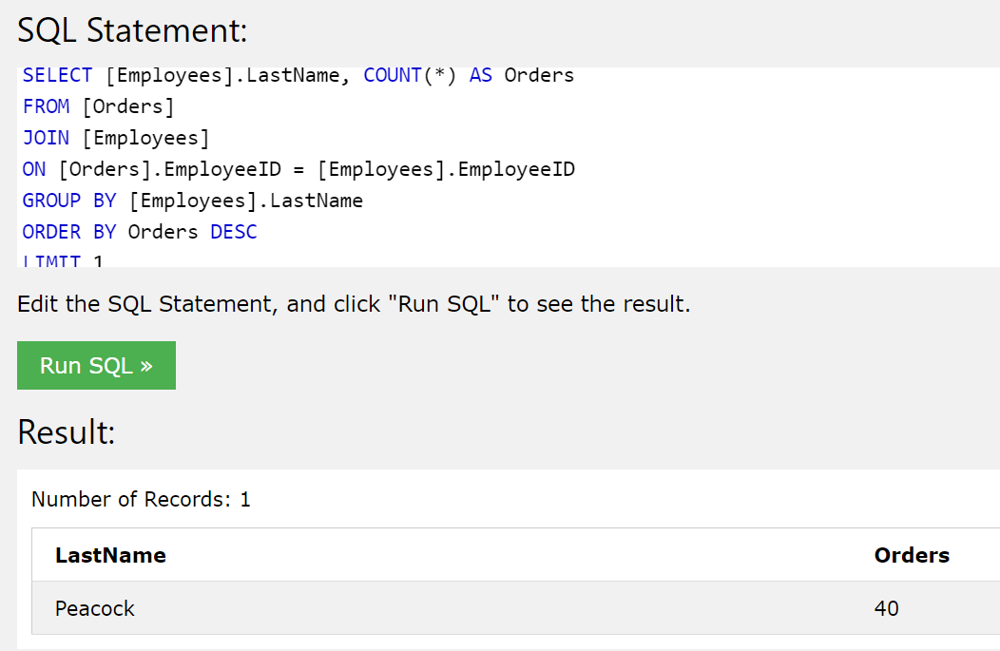 SQL Statement:
SELECT [Employees].LastName, COUNT(*) AS Orders
FROM [Orders]
JOIN [Employees]
ON [Orders].EmployeeID = [Employees].EmployeeID
GROUP BY [Employees].LastName
ORDER BY Orders DESC
LIMIT 1
Edit the SQL Statement, and click "Run SQL" to see the result.
Run SQL »
Result:
Number of Records: 1
LastName Orders
Peacock 40